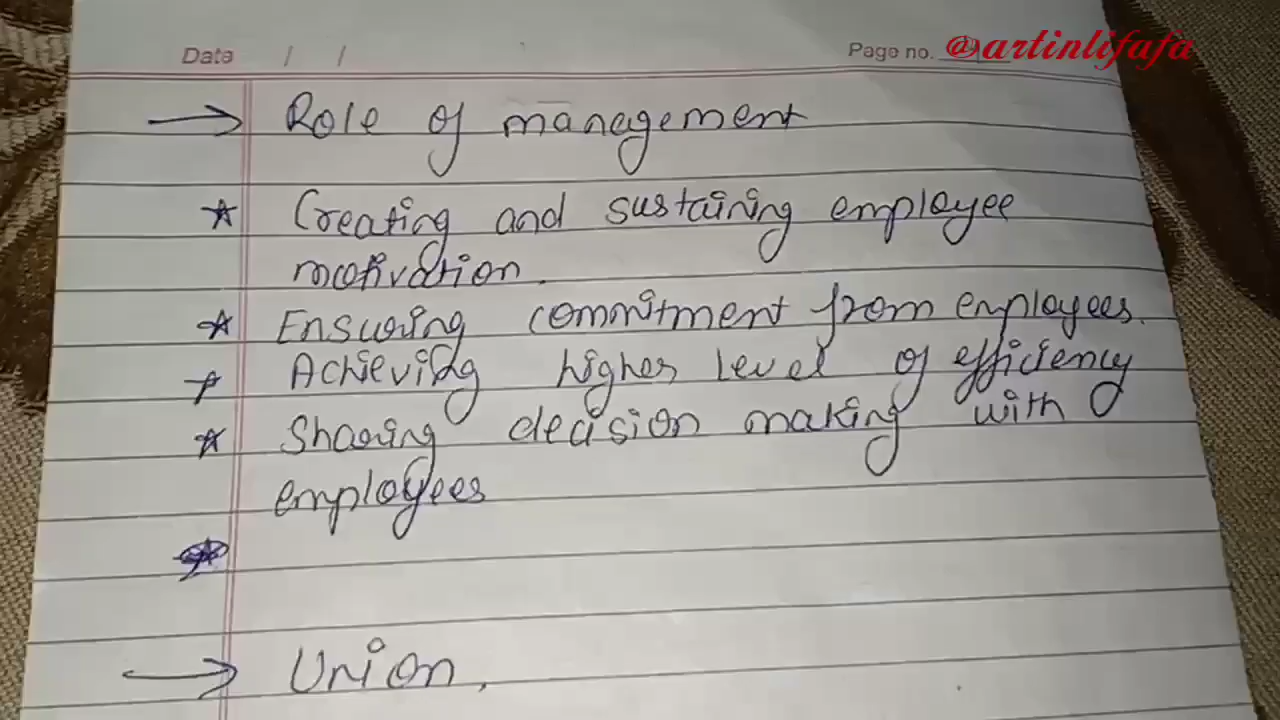 Data / / Page no. @artinlifafa
→ Role of management
☆ Creating and sustaining employee
motivation.
☆ Ensuring commitment from employees.
☆ Achieving higher level of efficiency
☆ Sharing decision making with
employees
→ Union.